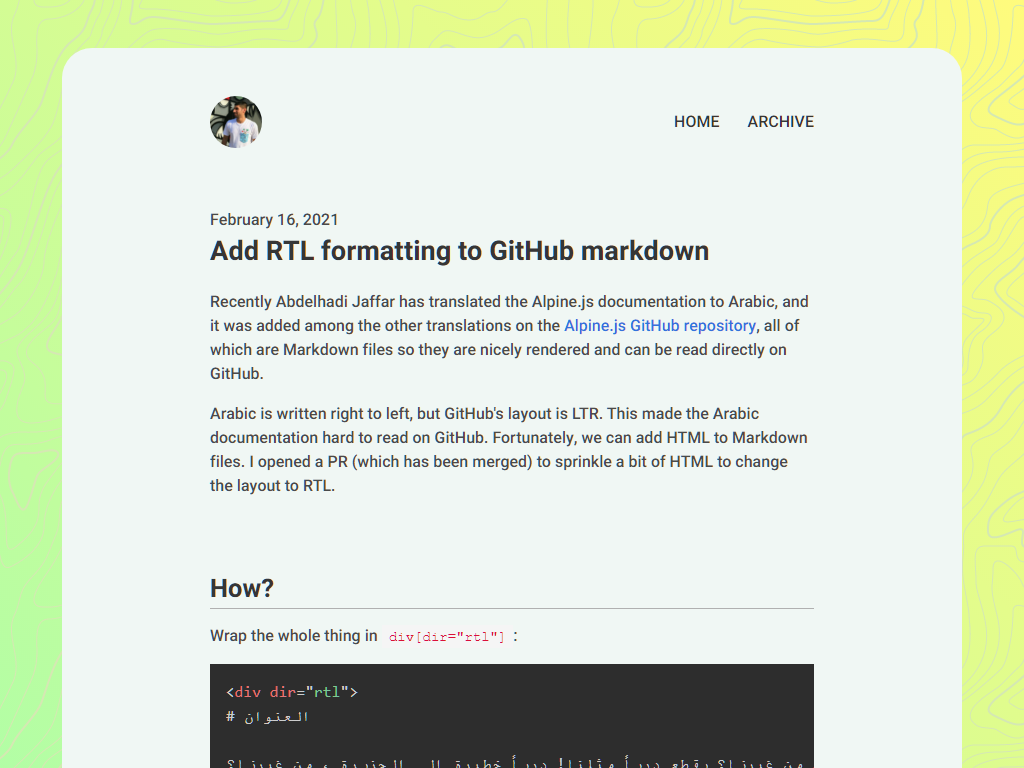 HOME ARCHIVE
February 16, 2021
Add RTL formatting to GitHub markdown
Recently Abdelhadi Jaffar has translated the Alpine.js documentation to Arabic, and
it was added among the other translations on the Alpine.js GitHub repository, all of
which are Markdown files so they are nicely rendered and can be read directly on
GitHub.
Arabic is written right to left, but GitHub's layout is LTR. This made the Arabic
documentation hard to read on GitHub. Fortunately, we can add HTML to Markdown
files. I opened a PR (which has been merged) to sprinkle a bit of HTML to change
the layout to RTL.
How?
Wrap the whole thing in div[dir="rtl"] :
<div dir="rtl">
# العنوان